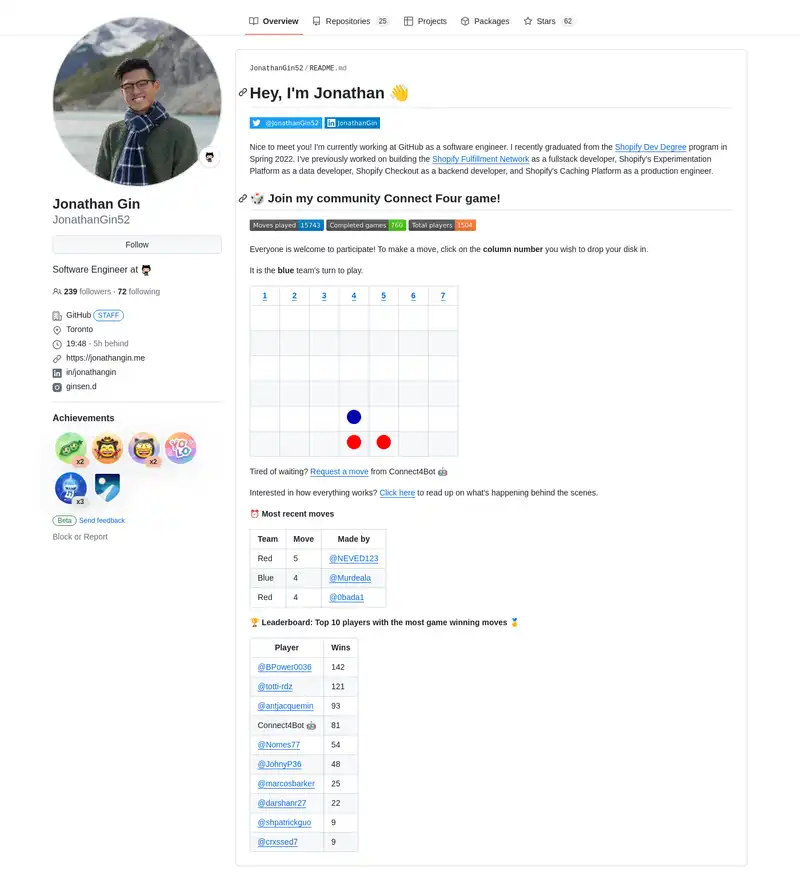 Overview
Repositories 25
Projects
Packages
Stars 62
Jonathan Gin
JonathanGin52
Follow
Software Engineer at
239 followers · 72 following
GitHub STAFF
Toronto
19:48 - 5h behind
https://jonathangin.me
in/jonathangin
ginsen.d
Achievements
x2
x2
YOLO
x3
Beta Send feedback
Block or Report
JonathanGin52/README.md
Hey, I'm Jonathan 👋
@JonathanGin52 JonathanGin
Nice to meet you! I'm currently working at GitHub as a software engineer. I recently graduated from the Shopify Dev Degree program in
Spring 2022. I've previously worked on building the Shopify Fulfillment Network as a fullstack developer, Shopify's Experimentation
Platform as a data developer, Shopify Checkout as a backend developer, and Shopify's Caching Platform as a production engineer.
🎲 Join my community Connect Four game!
Moves played 15743 Completed games 760 Total players 1504
Everyone is welcome to participate! To make a move, click on the column number you wish to drop your disk in.
It is the blue team's turn to play.
1 2 3 4 5 6 7
Tired of waiting? Request a move from Connect4Bot 🤖
Interested in how everything works? Click here to read up on what's happening behind the scenes.
⏰ Most recent moves
Team Move Made by
Red 5 @NEVED123
Blue 4 @Murdeala
Red 4 @0bada1
🏆 Leaderboard: Top 10 players with the most game winning moves 🥇
Player Wins
@BPower0036 142
@totti-rdz 121
@antjacquemin 93
Connect4Bot 🤖 81
@Nomes77 54
@JohnyP36 48
@marcosbarker 25
@darshanr27 22
@shpatrickguo 9
@crxssed7 9